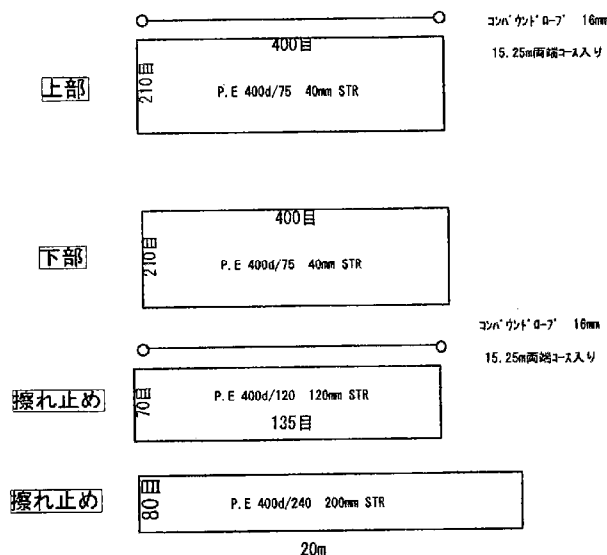 コンパウンドロープ 16mm
15.25m両端コース入り
400目
上部
210目
P.E 400d/75 40mm STR
400目
下部
210目
P.E 400d/75 40mm STR
コンパウンドロープ 16mm
15.25m両端コース入り
擦れ止め
70目
P.E 400d/120 120mm STR
135目
擦れ止め
80目
P.E 400d/240 200mm STR
20m